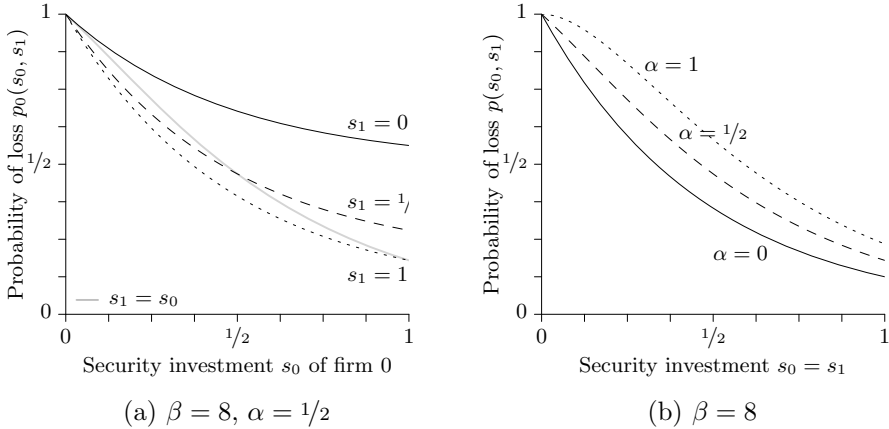 Probability of loss p₀(s₀, s₁)
1
1/2
0
s₁ = 0
s₁ = 1/
s₁ = 1
s₁ = s₀
0
1/2
1
Security investment s₀ of firm 0
(a) β = 8, α = 1/2
Probability of loss p(s₀, s₁)
1
1/2
0
α = 1
α = 1/2
α = 0
0
1/2
1
Security investment s₀ = s₁
(b) β = 8